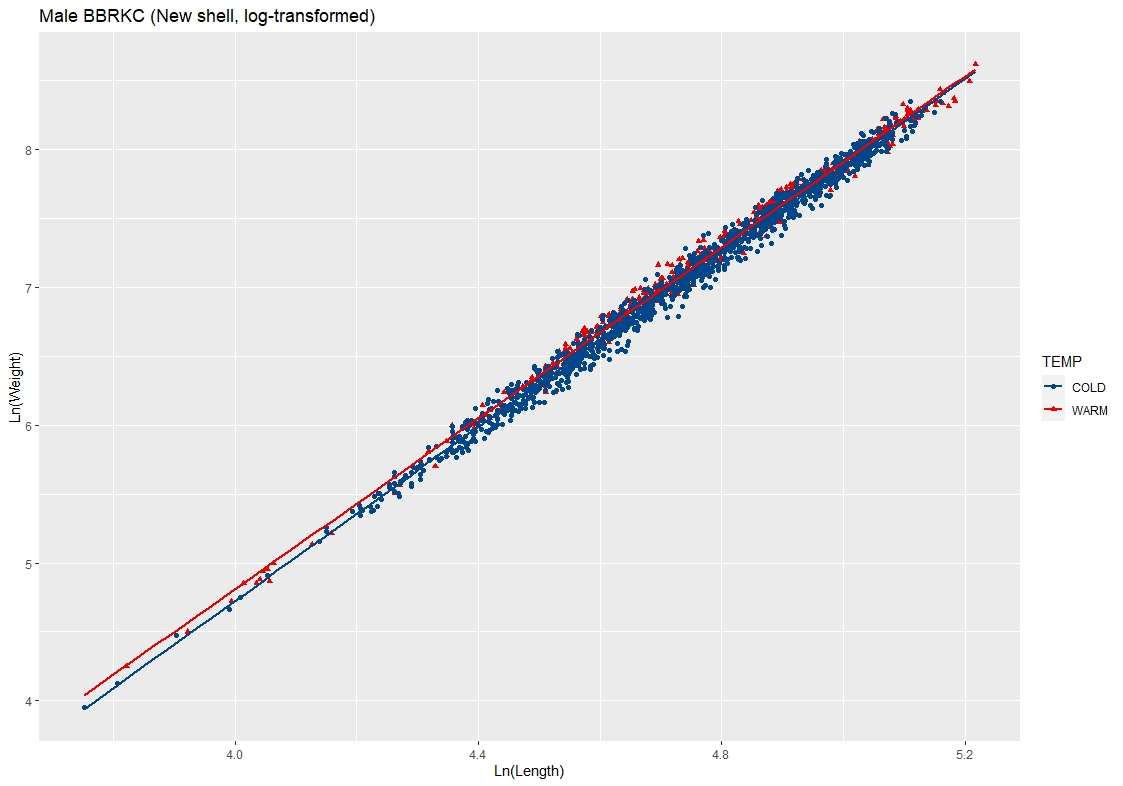 Male BBRKC (New shell, log-transformed)
Ln(Weight)
8
7
6
5
4
4.0
4.4
4.8
5.2
Ln(Length)
TEMP
COLD
WARM